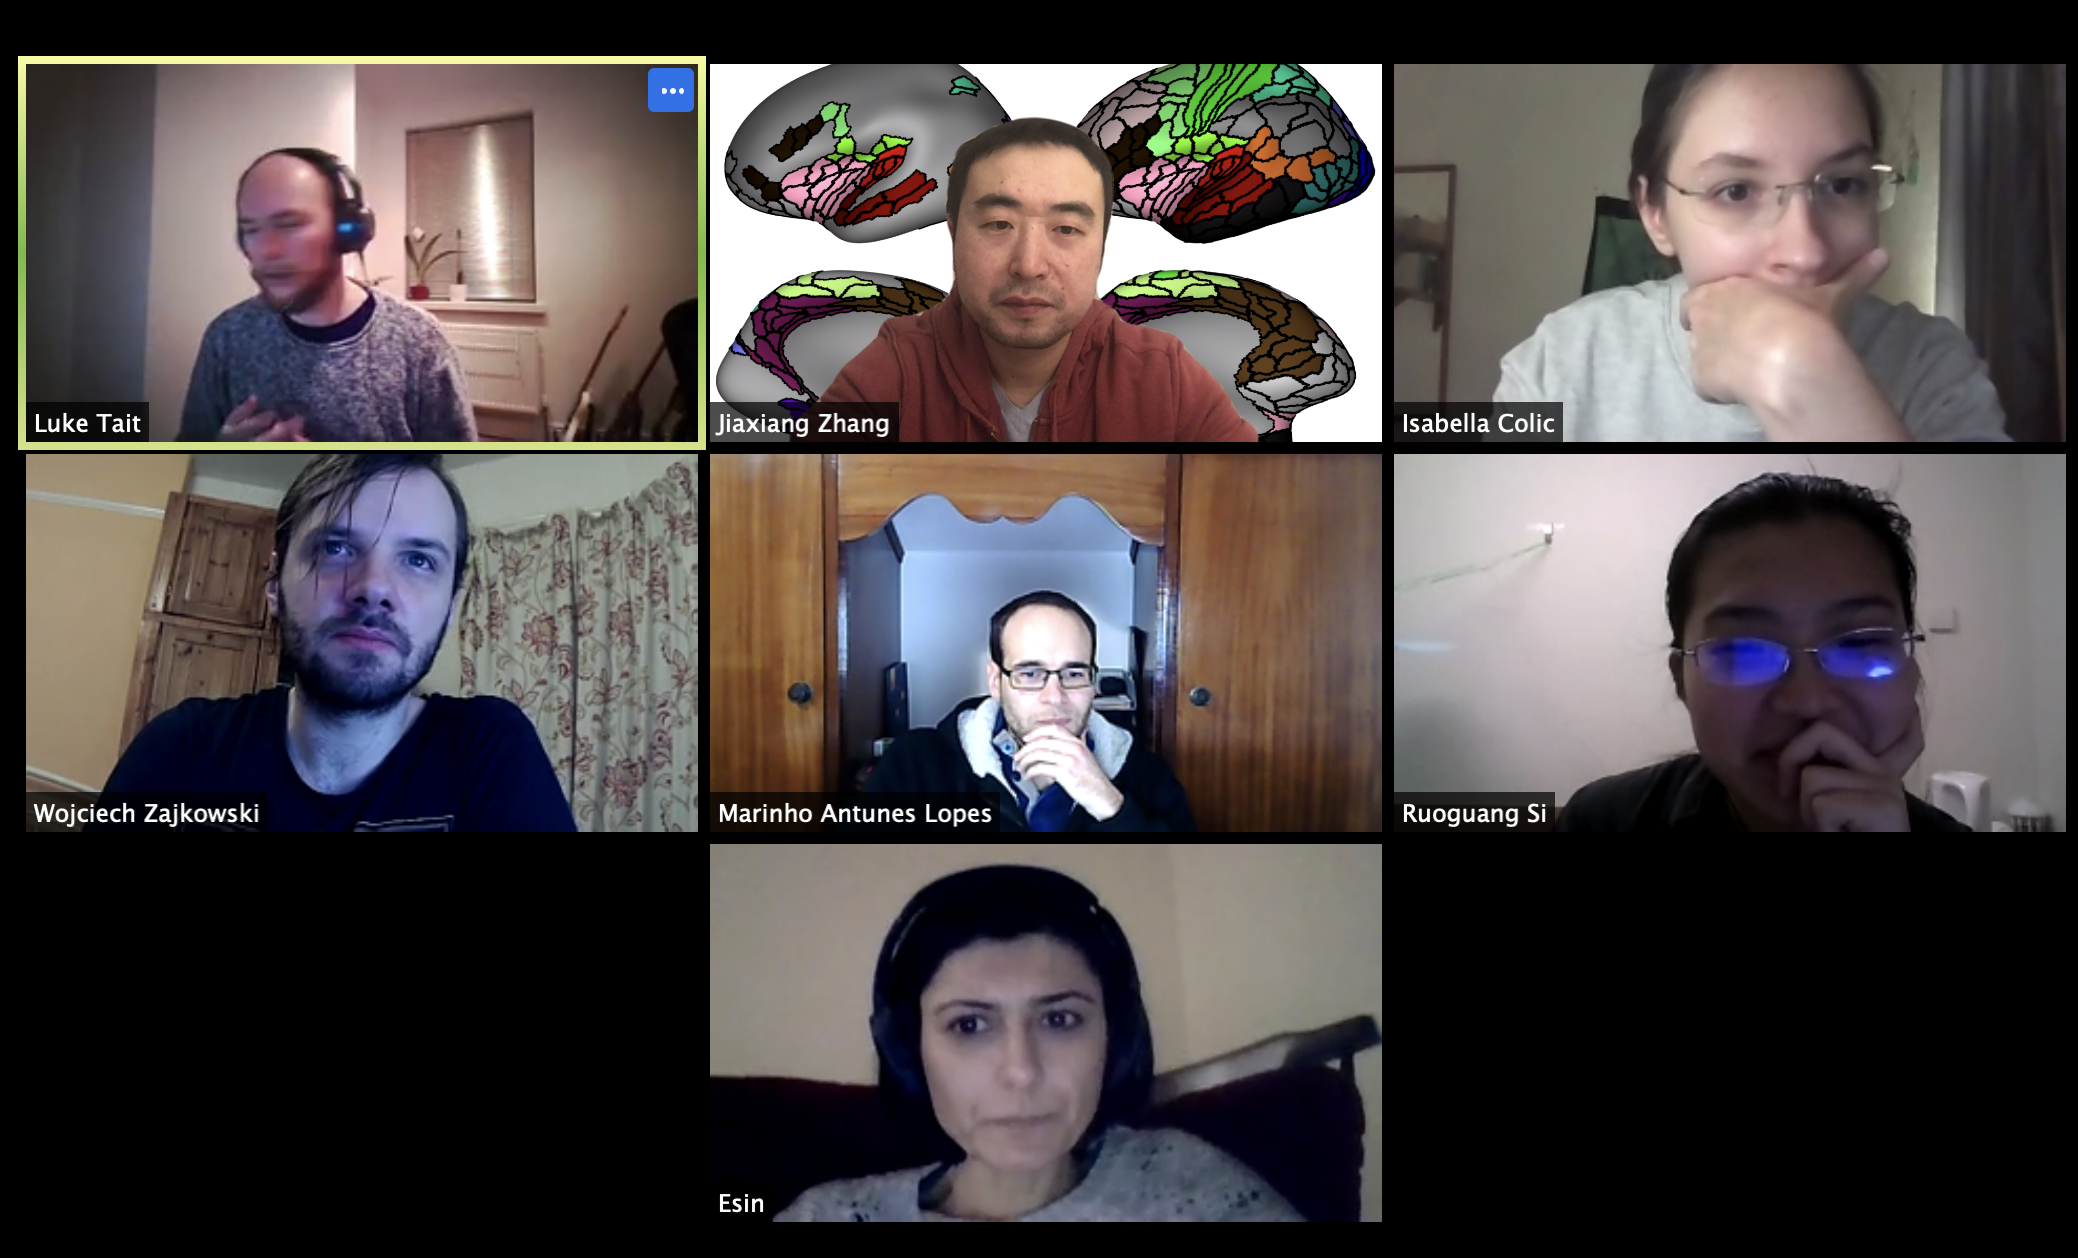 Luke Tait
Jiaxiang Zhang
Isabella Colic
Wojciech Zajkowski
Marinho Antunes Lopes
Ruoguang Si
Esin